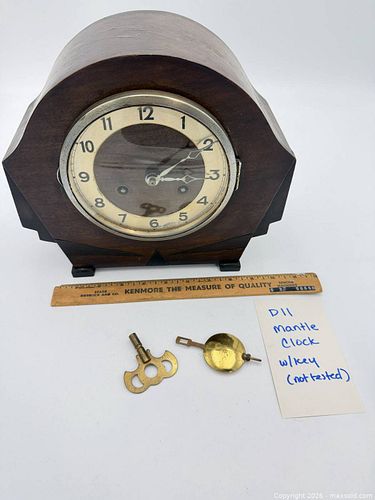 12
11 1
10 2
9 3
8 4
7 5
6
KENMORE THE MEASURE OF QUALITY
D11
mantle
Clock
w/key
(not tested)
Copyright 2026 - maxsold.com